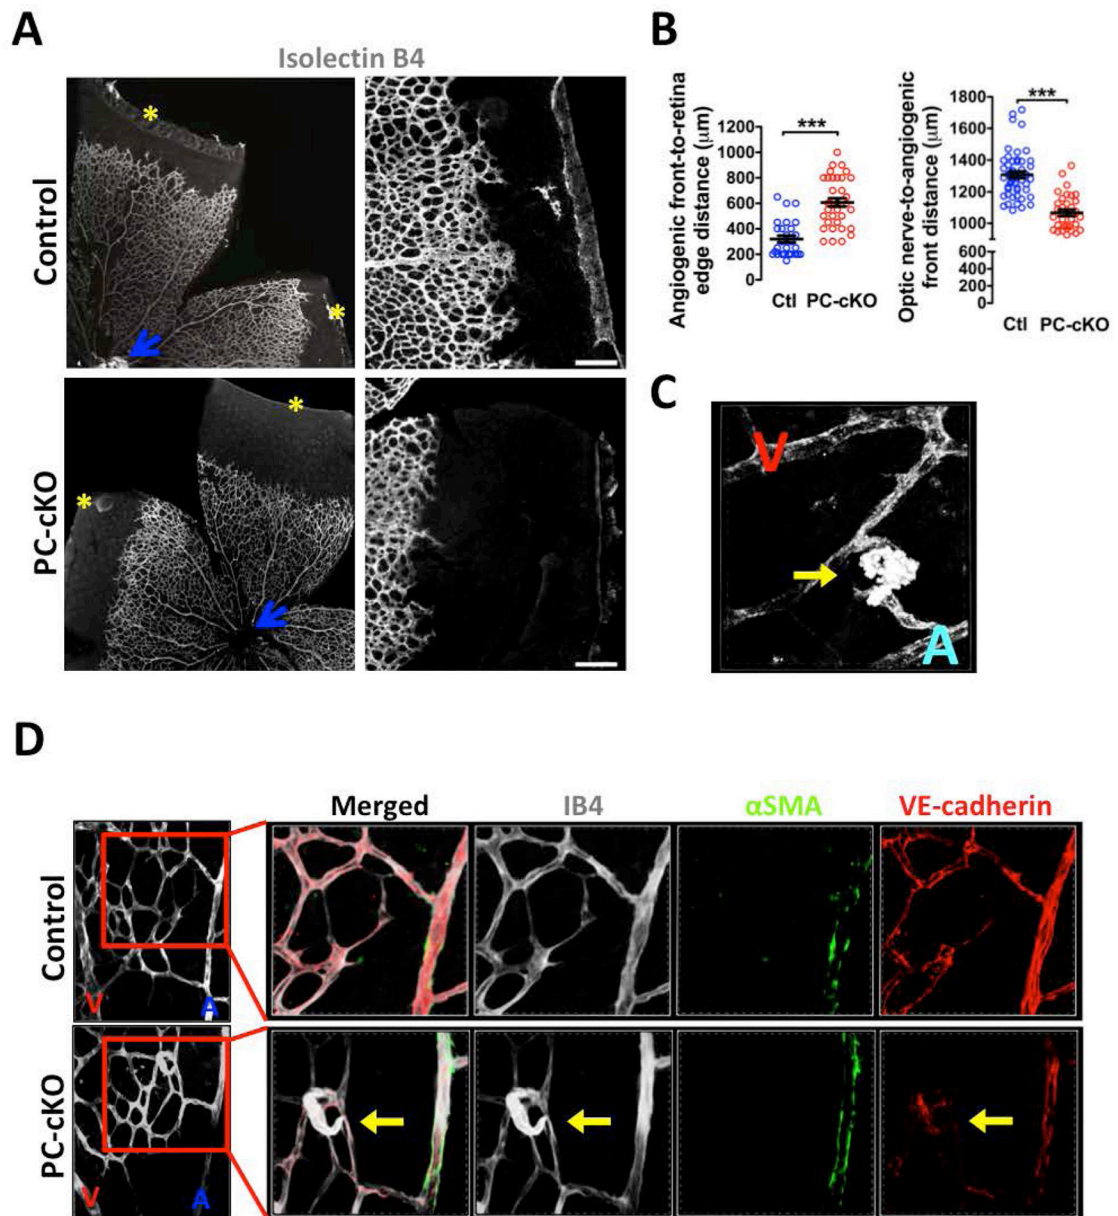 A
Isolectin B4
Control
PC-cKO
*
*
*
*
B
Angiogenic front-to-retina
edge distance (μm)
1200
1000
800
600
400
200
0
***
Ctl PC-cKO
Optic nerve-to-angiogenic
front distance (μm)
1800
1600
1400
1200
1000
600
400
200
0
***
Ctl PC-cKO
C
V
A
D
Merged IB4 αSMA VE-cadherin
Control
V A
PC-cKO
V A